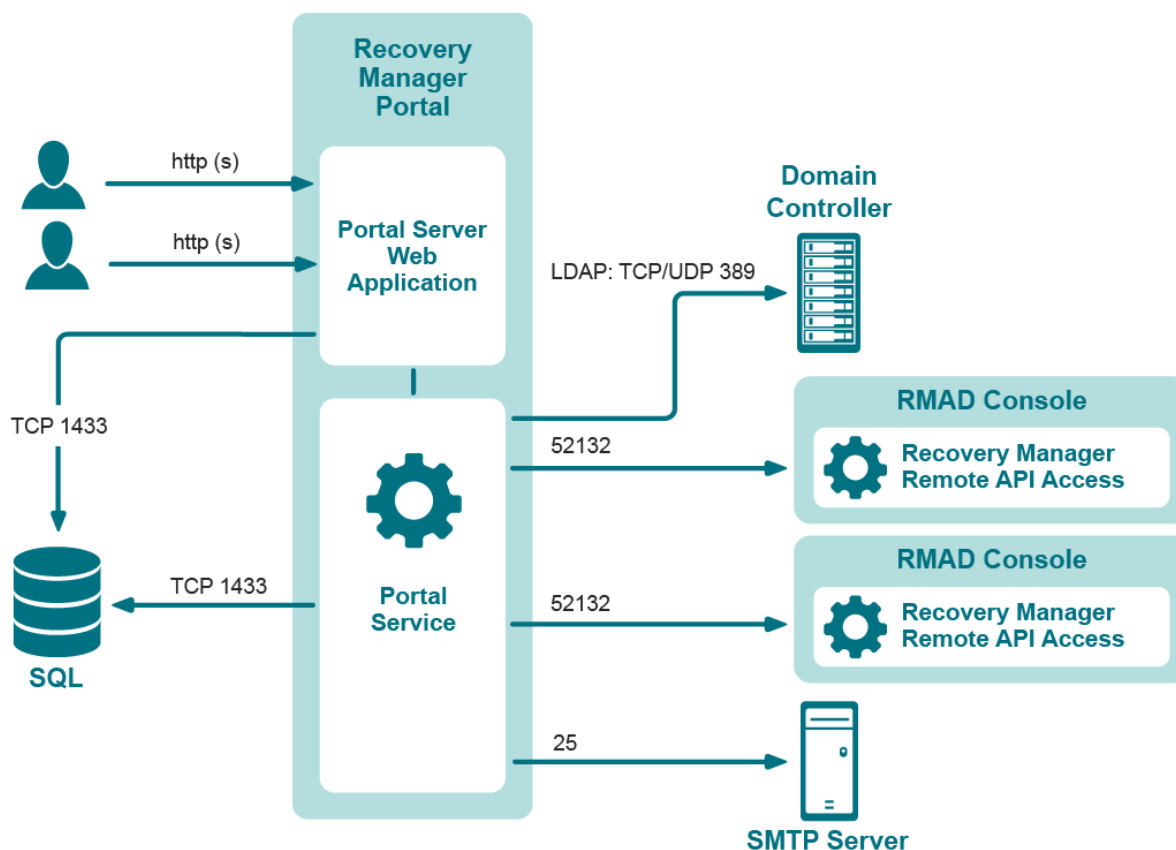 Recovery
Manager
Portal
http (s)
http (s)
Portal Server
Web
Application
Domain
Controller
LDAP: TCP/UDP 389
TCP 1433
RMAD Console
52132
Recovery Manager
Remote API Access
TCP 1433
Portal
Service
SQL
RMAD Console
52132
Recovery Manager
Remote API Access
25
SMTP Server